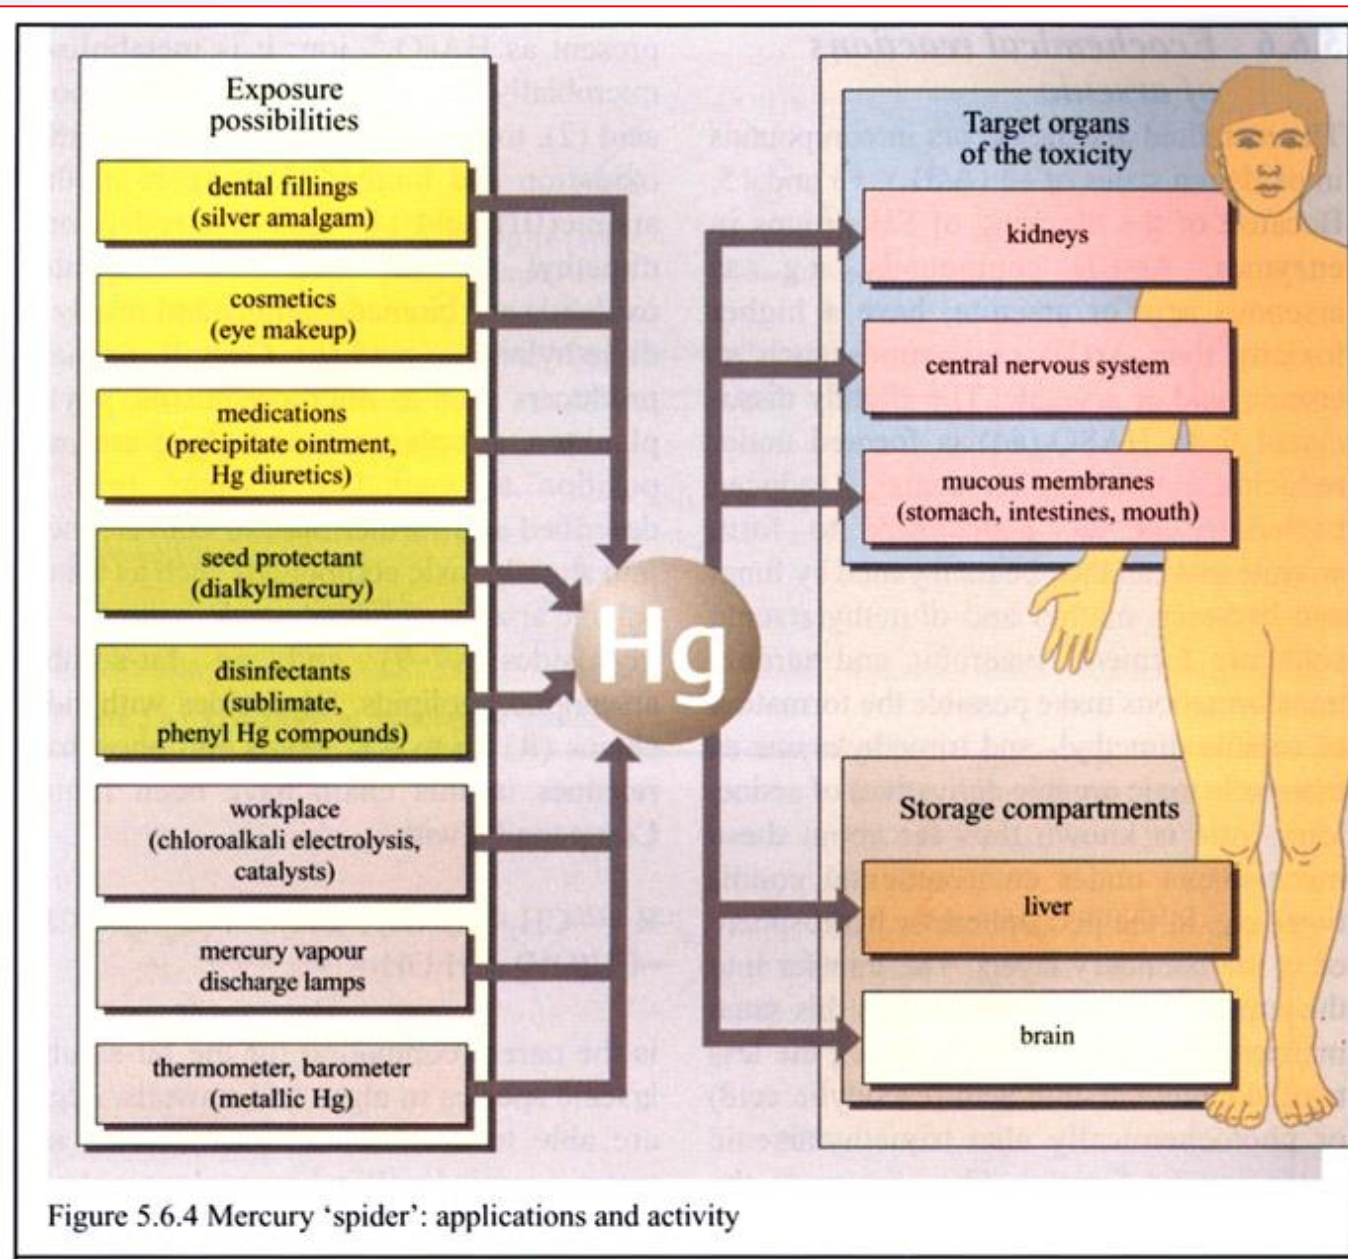 Exposure
possibilities
dental fillings
(silver amalgam)
cosmetics
(eye makeup)
medications
(precipitate ointment,
Hg diuretics)
seed protectant
(dialkylmercury)
disinfectants
(sublimate,
phenyl Hg compounds)
workplace
(chloroalkali electrolysis,
catalysts)
mercury vapour
discharge lamps
thermometer, barometer
(metallic Hg)
Hg
Target organs
of the toxicity
kidneys
central nervous system
mucous membranes
(stomach, intestines, mouth)
Storage compartments
liver
brain
Figure 5.6.4 Mercury ‘spider’: applications and activity